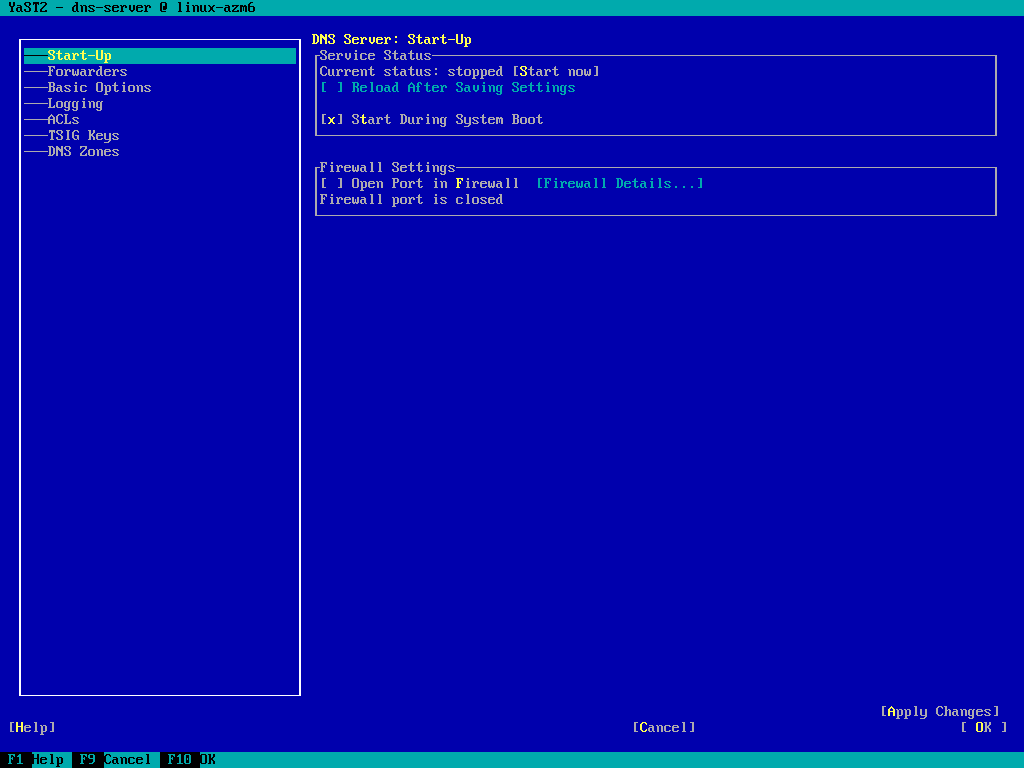 YaST2 - dns-server @ linux-azm6
Start-Up
Forwarders
Basic Options
Logging
ACLs
TSIG Keys
DNS Zones
DNS Server: Start-Up
Service Status
Current status: stopped [Start now]
[ ] Reload After Saving Settings
[x] Start During System Boot
Firewall Settings
[ ] Open Port in Firewall [Firewall Details...]
Firewall port is closed
[Apply Changes]
[Help] [Cancel] [ OK ]
F1 Help F9 Cancel F10 OK